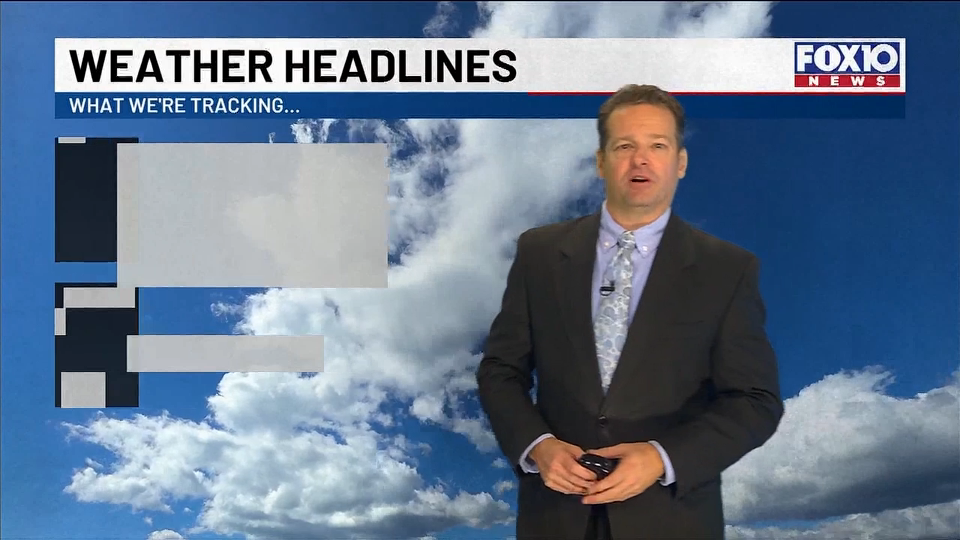 WEATHER HEADLINES
FOX10
NEWS
WHAT WE'RE TRACKING...